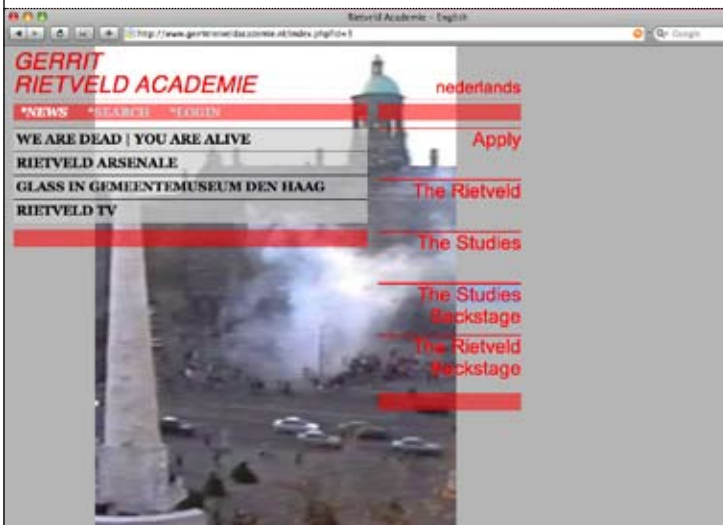 Rietveld Academie - English
GERRIT
RIETVELD ACADEMIE
nederlands
*NEWS *SEARCH *LOGIN
WE ARE DEAD | YOU ARE ALIVE
RIETVELD ARSENALE
GLASS IN GEMEENTEMUSEUM DEN HAAG
RIETVELD TV
Apply
The Rietveld
The Studies
The Studies
Backstage
The Rietveld
Backstage